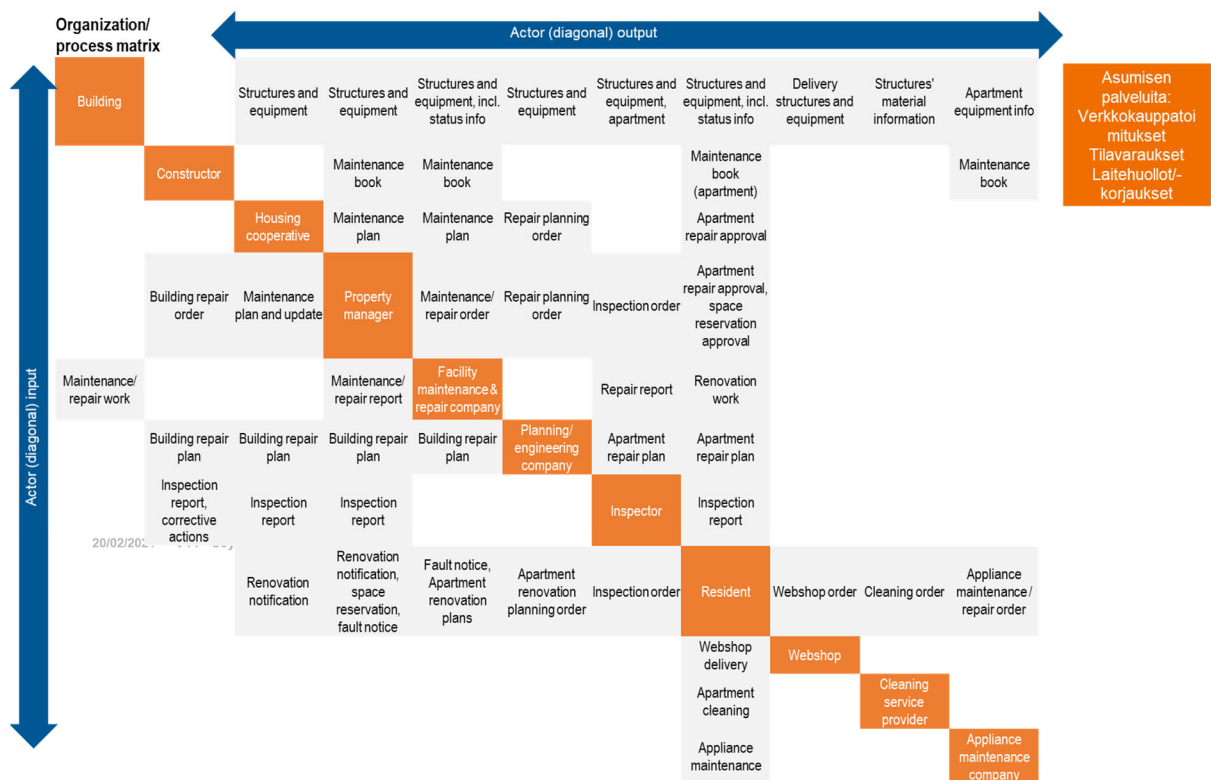 Organization/
process matrix
Actor (diagonal) output
Actor (diagonal) input
Building
Structures and
equipment
Structures and
equipment
Structures and
equipment, incl.
status info
Structures and
equipment
Structures and
equipment,
apartment
Structures and
equipment, incl.
status info
Delivery
structures and
equipment
Structures'
material
information
Apartment
equipment info
Asumisen
palveluita:
Verkkokauppatoi
mitukset
Tilavaraukset
Laitehuollot/-
korjaukset
Constructor
Maintenance
book
Maintenance
book
Maintenance
book
(apartment)
Maintenance
book
Housing
cooperative
Maintenance
plan
Maintenance
plan
Repair planning
order
Apartment
repair approval
Building repair
order
Maintenance
plan and update
Property
manager
Maintenance/
repair order
Repair planning
order
Inspection order
Apartment
repair approval,
space
reservation
approval
Maintenance/
repair work
Maintenance/
repair report
Facility
maintenance &
repair company
Repair report
Renovation
work
Building repair
plan
Building repair
plan
Building repair
plan
Building repair
plan
Planning/
engineering
company
Apartment
repair plan
Apartment
repair plan
Inspection
report,
corrective
actions
Inspection
report
Inspection
report
Inspector
Inspection
report
Renovation
notification
Renovation
notification,
space
reservation,
fault notice
Fault notice,
Apartment
renovation
plans
Apartment
renovation
planning order
Inspection order
Resident
Webshop order
Cleaning order
Appliance
maintenance /
repair order
Webshop
delivery
Webshop
Apartment
cleaning
Cleaning
service
provider
Appliance
maintenance
Appliance
maintenance
company